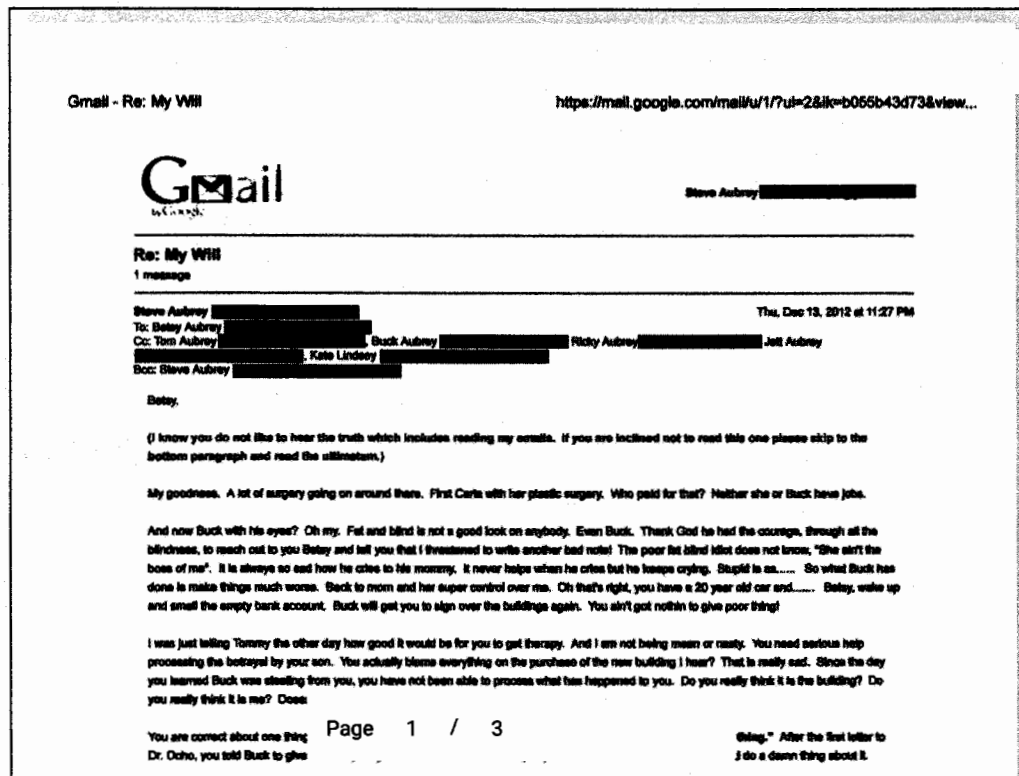 Gmail - Re: My Will
https://mail.google.com/mail/u/1/?ui=2&ik=b055b43d73&view...
Gmail
by Google
Steve Aubrey
Re: My Will
1 message
Steve Aubrey
Thu, Dec 13, 2012 at 11:27 PM
To: Betsy Aubrey
Cc: Tom Aubrey , Buck Aubrey Ricky Aubrey Jett Aubrey
, Kate Lindsey
Bcc: Steve Aubrey
Betsy,
(I know you do not like to hear the truth which includes reading my emails. If you are inclined not to read this one please skip to the
bottom paragraph and read the ultimatum.)
My goodness. A lot of surgery going on around there. First Carla with her plastic surgery. Who paid for that? Neither she or Buck have jobs.
And now Buck with his eyes? Oh my. Fat and blind is not a good look on anybody. Even Buck. Thank God he had the courage, through all the
blindness, to reach out to you Betsy and tell you that I threatened to write another bad note! The poor fat blind idiot does not know, "She ain't the
boss of me". It is always so sad how he cries to his mommy. It never helps when he cries but he keeps crying. Stupid is as...... So what Buck has
done is make things much worse. Back to mom and her super control over me. Oh that's right, you have a 20 year old car and....... Betsy, wake up
and smell the empty bank account. Buck will get you to sign over the buildings again. You ain't got nothin to give poor thing!
I was just telling Tommy the other day how good it would be for you to get therapy. And I am not being mean or nasty. You need serious help
processing the betrayal by your son. You actually blame everything on the purchase of the new building I hear? That is really sad. Since the day
you learned Buck was stealing from you, you have not been able to process what has happened to you. Do you really think it is the building? Do
you really think it is me? Does
You are correct about one thing thing." After the first letter to
Dr. Ocho, you told Buck to give do a damn thing about it.
Page 1 / 3